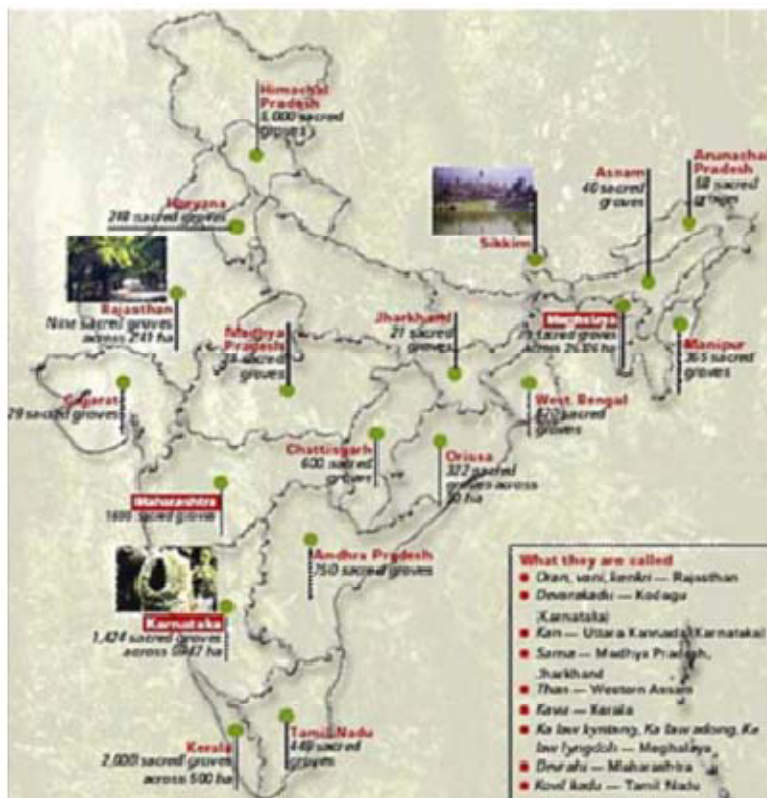 Himachal
Pradesh
5,000 sacred
groves
Haryana
248 sacred groves
Arunachal
Pradesh
58 sacred
groves
Assam
40 sacred
groves
Sikkim
Rajasthan
Nine sacred groves
across
Madhya
Pradesh
sacred
groves
Jharkhand
21 sacred
groves
Meghalaya
sacred groves
across
Manipur
365 sacred
groves
Gujarat
29 sacred groves
West Bengal
670 sacred
groves
Chattisgarh
600 sacred
groves
Orissa
322 sacred
groves across
50 ha
Maharashtra
sacred groves
Andhra Pradesh
750 sacred groves
Karnataka
1,424 sacred groves
across
Kerala
2,000 sacred groves
across 500 ha
Tamil Nadu
448 sacred
groves
What they are called
Oran, vani, kenkri — Rajasthan
Devarakadu — Kodagu
(Karnataka)
Kan — Uttara Kannada (Karnataka)
Sarna — Madhya Pradesh,
Jharkhand
Than — Western Assam
Kavu — Kerala
Ka law kyntang, Ka law adong, Ka
law lyngdoh — Meghalaya
Devrahi — Maharashtra
Kovil kadu — Tamil Nadu